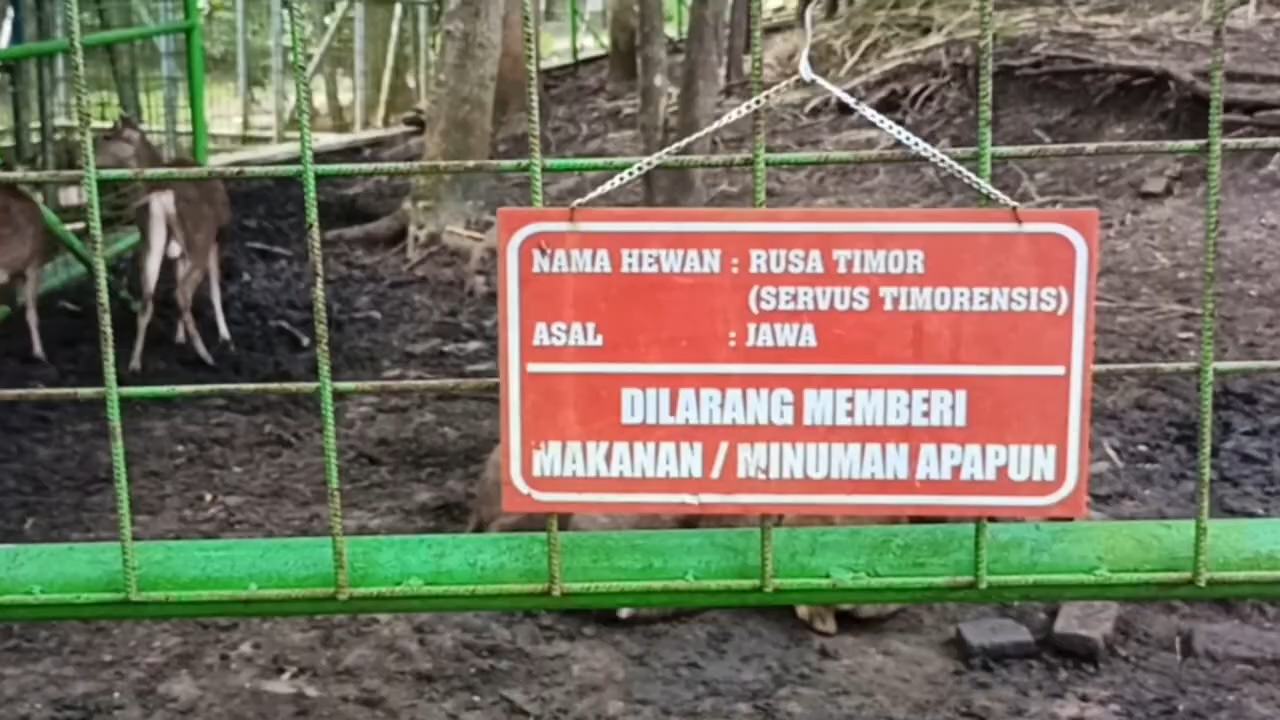 NAMA HEWAN : RUSA TIMOR
(SERVUS TIMORENSIS)
ASAL : JAWA
DILARANG MEMBERI
MAKANAN / MINUMAN APAPUN